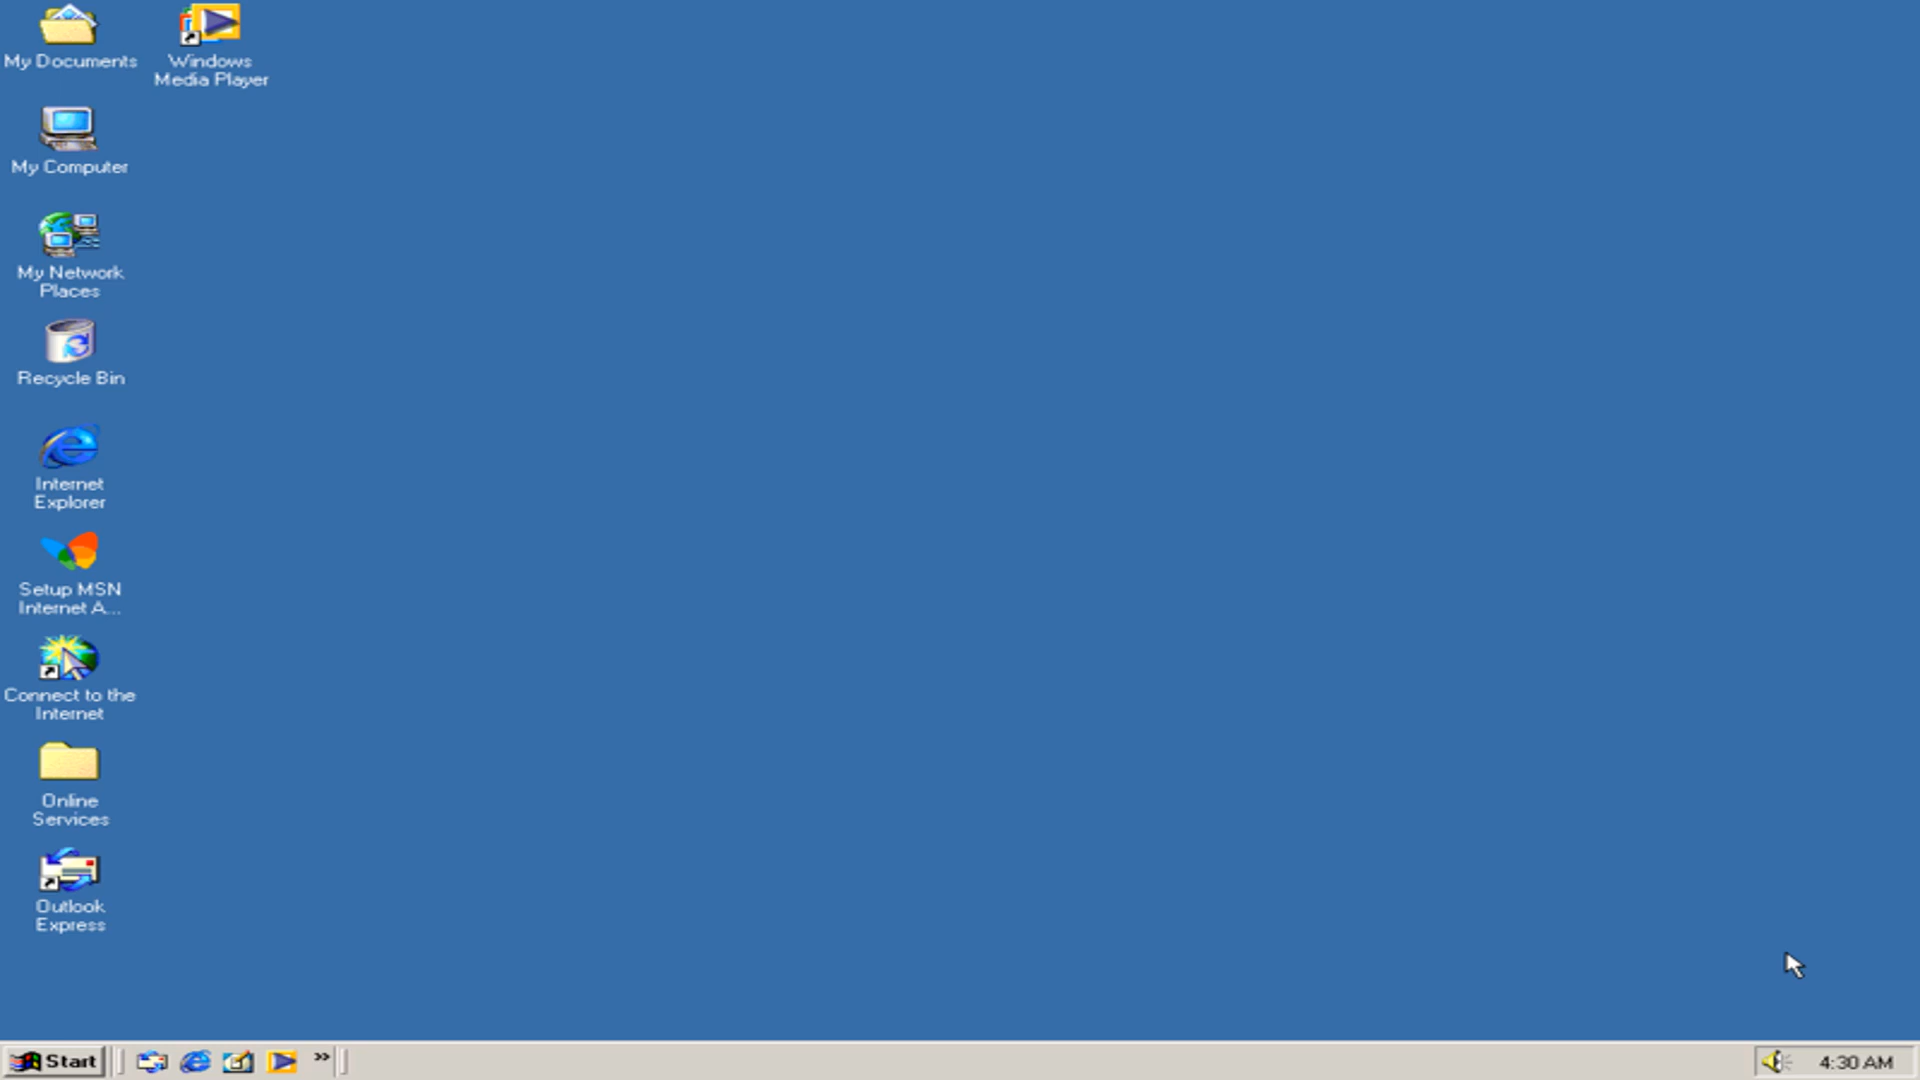 My Documents
Windows
Media Player
My Computer
My Network
Places
Recycle Bin
Internet
Explorer
Setup MSN
Internet A...
Connect to the
Internet
Online
Services
Outlook
Express
Start
»
4:30 AM